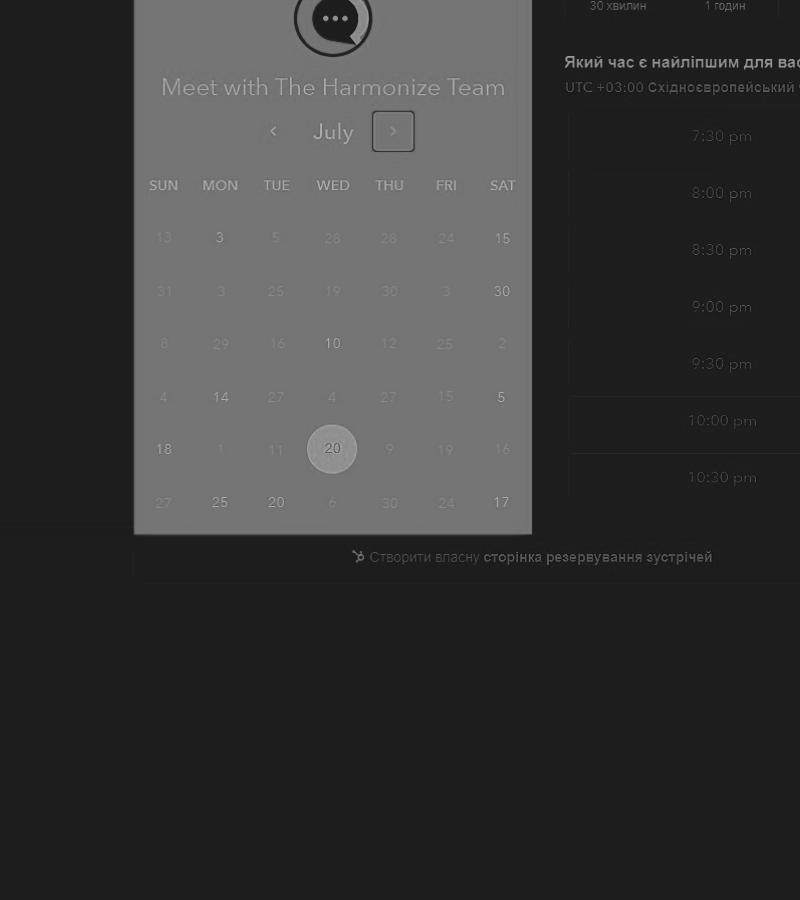 30 хвилин 1 годин
Meet with The Harmonize Team
Який час є найліпшим для вас
UTC +03:00 Східноєвропейський
July
SUN MON TUE WED THU FRI SAT
7:30 pm
8:00 pm
8:30 pm
9:00 pm
9:30 pm
10:00 pm
10:30 pm
13 3 5 28 28 24 15
31 3 25 19 30 3 30
8 29 16 10 12 25 2
4 14 27 4 27 15 5
18 1 11 20 9 19 16
27 25 20 6 30 24 17
Створити власну сторінка резервування зустрічей